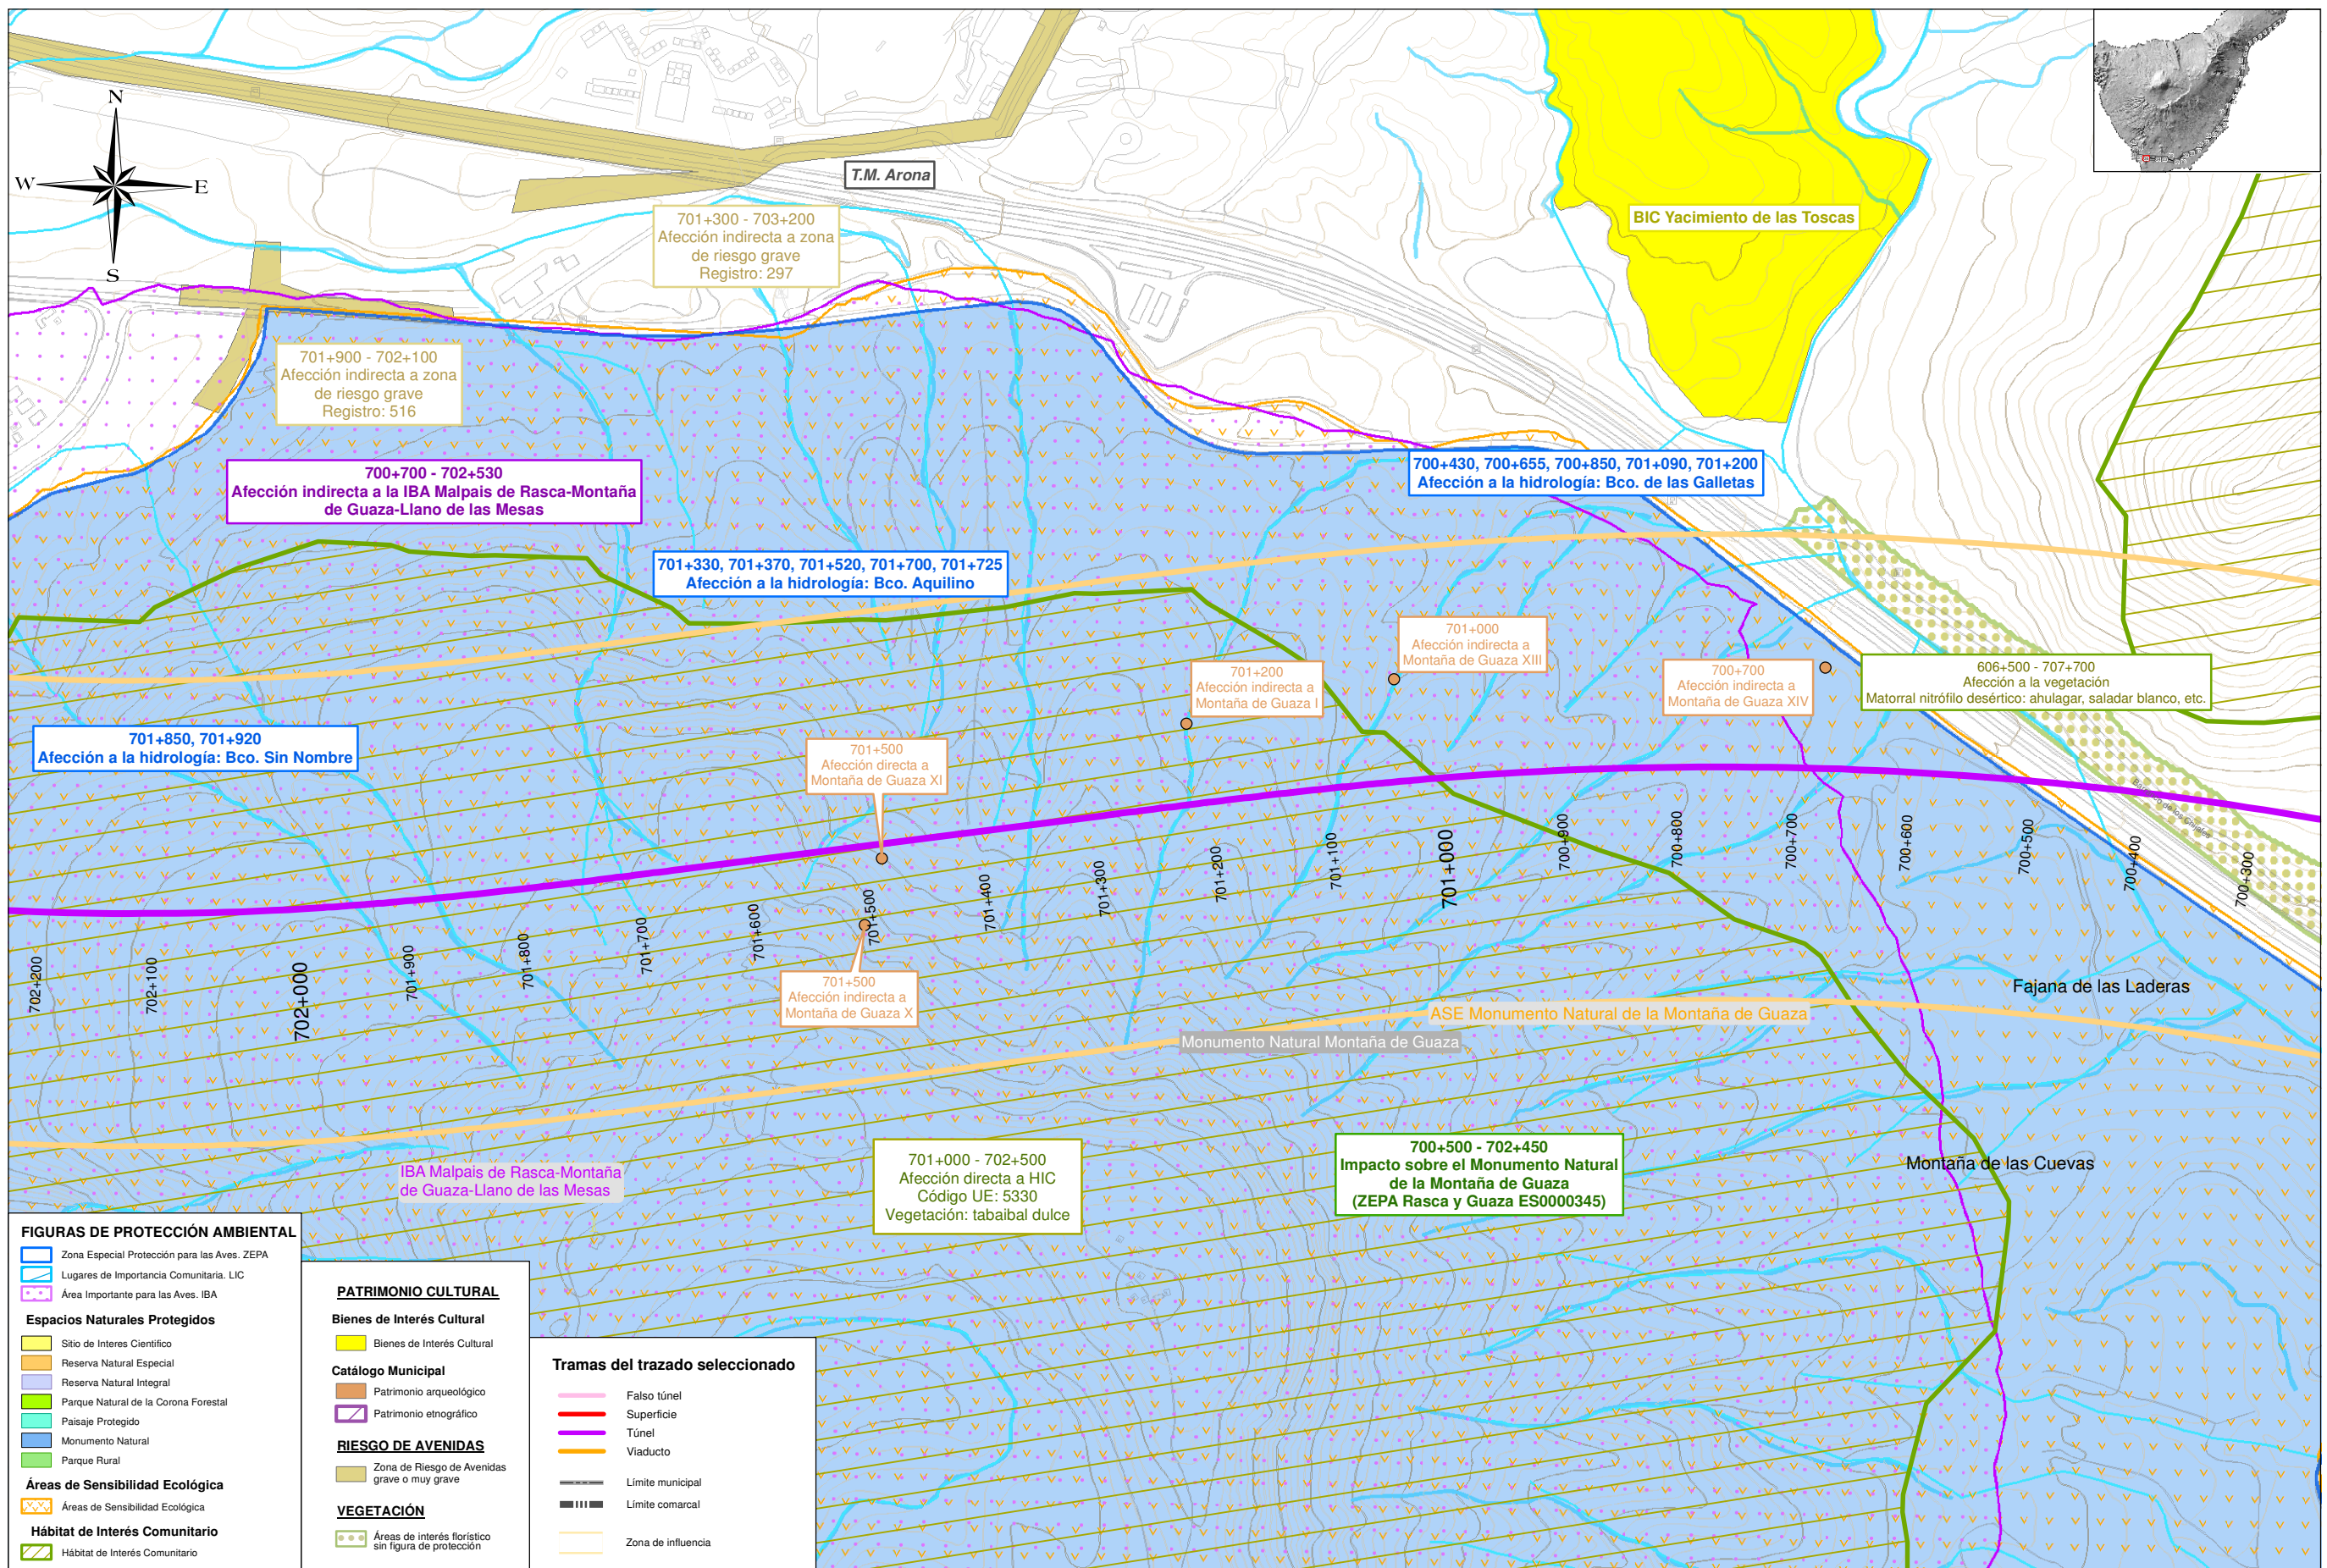 N
W
E
S
T.M. Arona
701+300 - 703+200
Afección indirecta a zona
de riesgo grave
Registro: 297
BIC Yacimiento de las Toscas
701+900 - 702+100
Afección indirecta a zona
de riesgo grave
Registro: 516
700+700 - 702+530
Afección indirecta a la IBA Malpais de Rasca-Montaña
de Guaza-Llano de las Mesas
700+430, 700+655, 700+850, 701+090, 701+200
Afección a la hidrología: Bco. de las Galletas
701+330, 701+370, 701+520, 701+700, 701+725
Afección a la hidrología: Bco. Aquilino
701+000
Afección indirecta a
Montaña de Guaza XIII
701+200
Afección indirecta a
Montaña de Guaza I
700+700
Afección indirecta a
Montaña de Guaza XIV
606+500 - 707+700
Afección a la vegetación
Matorral nitrófilo desértico: ahulagar, saladar blanco, etc.
701+850, 701+920
Afección a la hidrología: Bco. Sin Nombre
701+500
Afección directa a
Montaña de Guaza XI
702+200
702+100
702+000
701+900
701+800
701+700
701+600
701+500
701+400
701+300
701+200
701+100
701+000
700+900
700+800
700+700
700+600
700+500
700+400
700+300
701+500
Afección indirecta a
Montaña de Guaza X
Fajana de las Laderas
ASE Monumento Natural de la Montaña de Guaza
Monumento Natural Montaña de Guaza
701+000 - 702+500
Afección directa a HIC
Código UE: 5330
Vegetación: tabaibal dulce
700+500 - 702+450
Impacto sobre el Monumento Natural
de la Montaña de Guaza
(ZEPA Rasca y Guaza ES0000345)
Montaña de las Cuevas
IBA Malpais de Rasca-Montaña
de Guaza-Llano de las Mesas
FIGURAS DE PROTECCIÓN AMBIENTAL
Zona Especial Protección para las Aves. ZEPA
Lugares de Importancia Comunitaria. LIC
Área Importante para las Aves. IBA
Espacios Naturales Protegidos
Sitio de Interes Cientifico
Reserva Natural Especial
Reserva Natural Integral
Parque Natural de la Corona Forestal
Paisaje Protegido
Monumento Natural
Parque Rural
Áreas de Sensibilidad Ecológica
Áreas de Sensibilidad Ecológica
Hábitat de Interés Comunitario
Hábitat de Interés Comunitario
PATRIMONIO CULTURAL
Bienes de Interés Cultural
Bienes de Interés Cultural
Catálogo Municipal
Patrimonio arqueológico
Patrimonio etnográfico
RIESGO DE AVENIDAS
Zona de Riesgo de Avenidas
grave o muy grave
VEGETACIÓN
Áreas de interés florístico
sin figura de protección
Tramas del trazado seleccionado
Falso túnel
Superficie
Túnel
Viaducto
Límite municipal
Límite comarcal
Zona de influencia